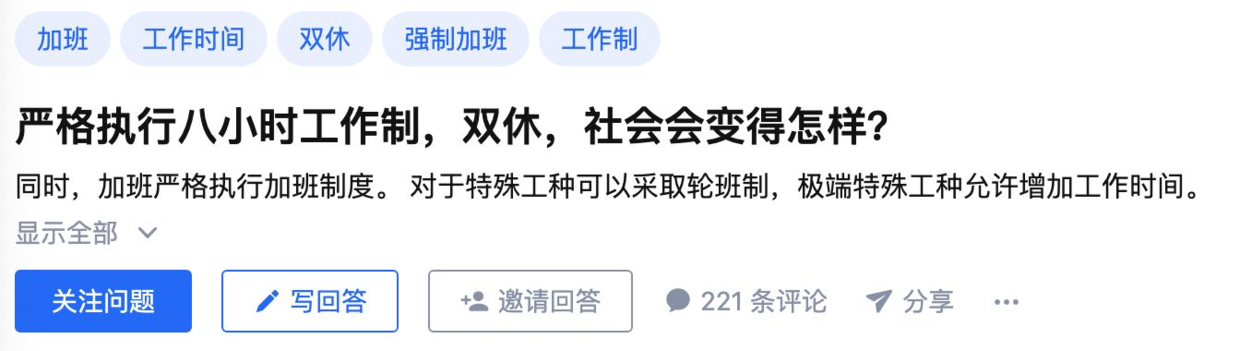 加班 工作时间 双休 强制加班 工作制
严格执行八小时工作制，双休，社会会变得怎样？
同时，加班严格执行加班制度。 对于特殊工种可以采取轮班制，极端特殊工种允许增加工作时间。
显示全部
关注问题 写回答 邀请回答 221 条评论 分享 ···